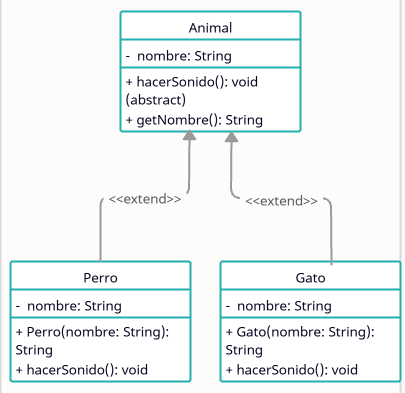 Animal
- nombre: String
+ hacerSonido(): void
(abstract)
+ getNombre(): String
<<extend>>
<<extend>>
Perro
- nombre: String
+ Perro(nombre: String):
String
+ hacerSonido(): void
Gato
- nombre: String
+ Gato(nombre: String):
String
+ hacerSonido(): void